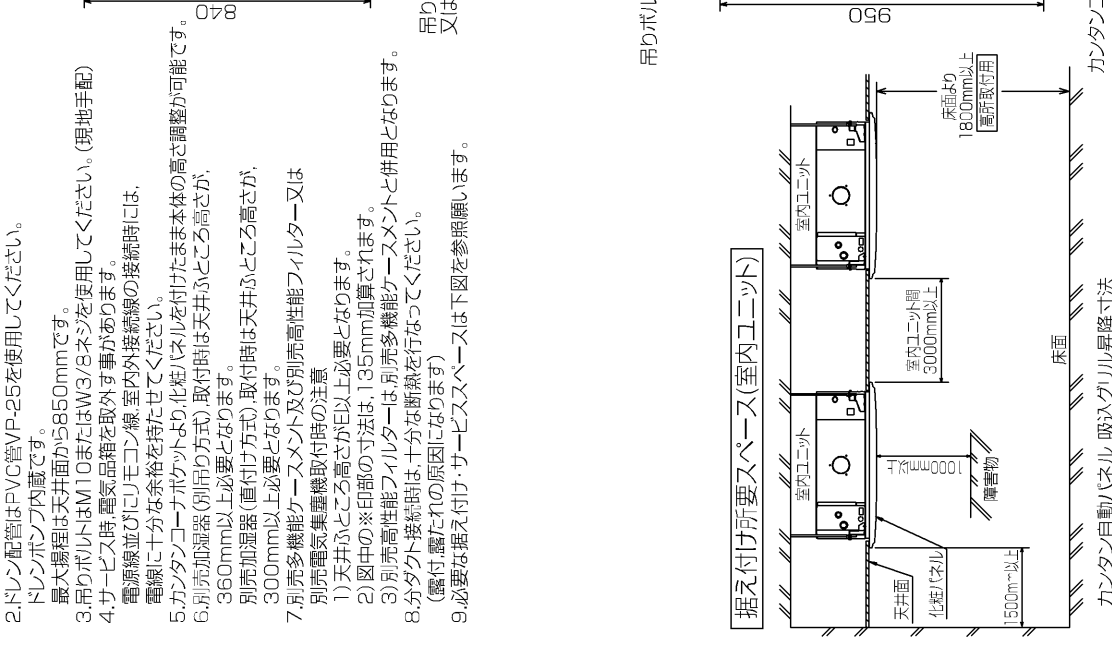 2.ドレン配管はPVC管VP-25を使用してください。
ドレンポンプ内蔵です。
最大揚程は天井面から850mmです。
3.吊りボルトはM10またはW3/8ネジを使用してください。(現地手配)
4.サービス時,電気品箱を取外す事があります。
電源線並びにリモコン線,室内外接続線の接続時には,
電線に十分な余裕を持たせてください。
5.カンタンコーナポケットより,化粧パネルを付けたまま本体の高さ調整が可能です。
6.別売加湿器(別吊り方式),取付時は天井ふところ高さが,
360mm以上必要となります。
別売加湿器(直付け方式),取付時は天井ふところ高さが,
300mm以上必要となります。
7.別売多機能ケースメント及び別売高性能フィルター又は
別売電気集塵機取付時の注意
1)天井ふところ高さがE以上必要となります。
2)図中の※印部の寸法は,135mm加算されます。
3)別売高性能フィルターは,別売多機能ケースメントと併用となります。
8.分ダクト接続時は,十分な断熱を行なってください。
(露付,露たれの原因になります)
9.必要な据え付け・サービススペースは下図を参照願います。
840
吊り
又は
吊りボル
950
据え付け所要スペース(室内ユニット)
室内ユニット
室内ユニット
床面より
1800mm以上
高所取付用
室内ユニット間
3000mm以上
1000mm以上
障害物
天井面
化粧パネル
1500mm以上
床面
カンタン自動パネル 吸込グリル昇降寸法
カンタンコ